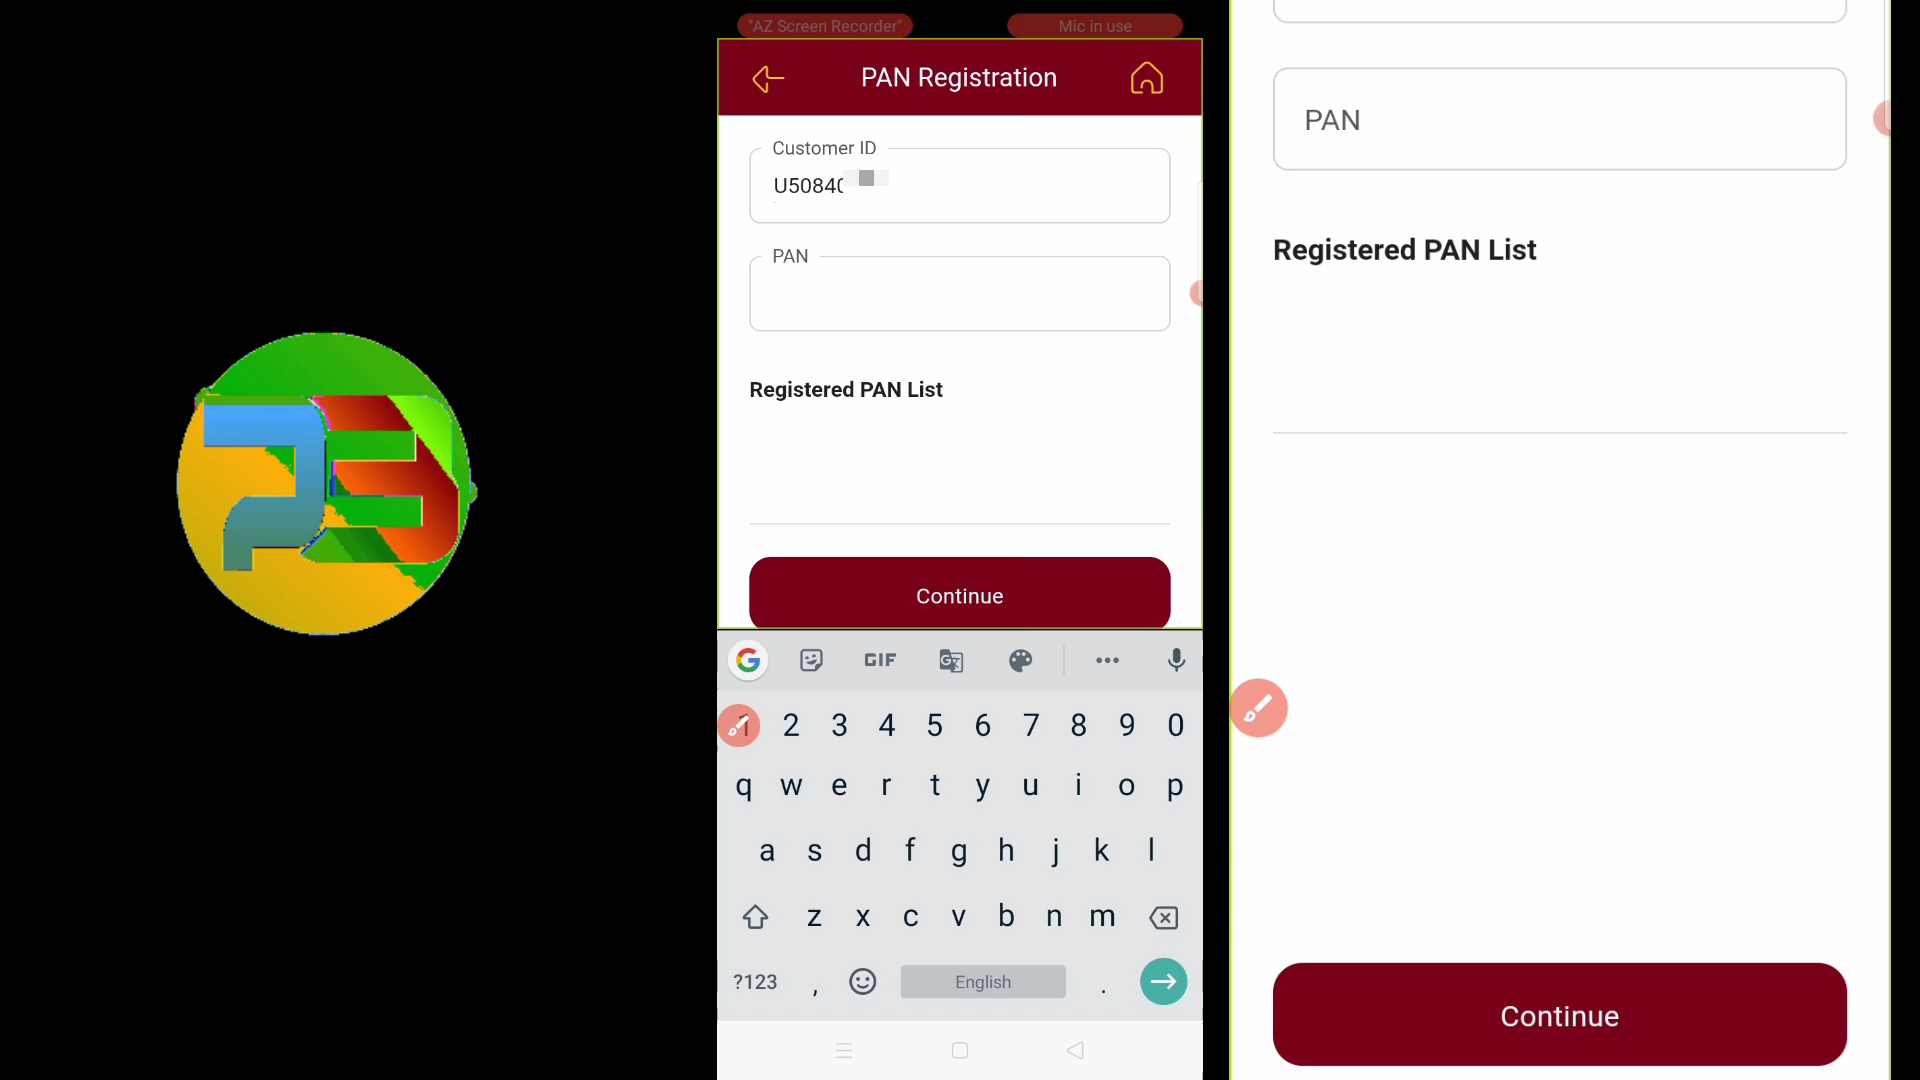 "AZ Screen Recorder" Mic in use
PAN Registration
Customer ID
U50840
PAN
Registered PAN List
Continue
GIF
1 2 3 4 5 6 7 8 9 0
q w e r t y u i o p
a s d f g h j k l
z x c v b n m
?123 , English .
PAN
Registered PAN List
Continue